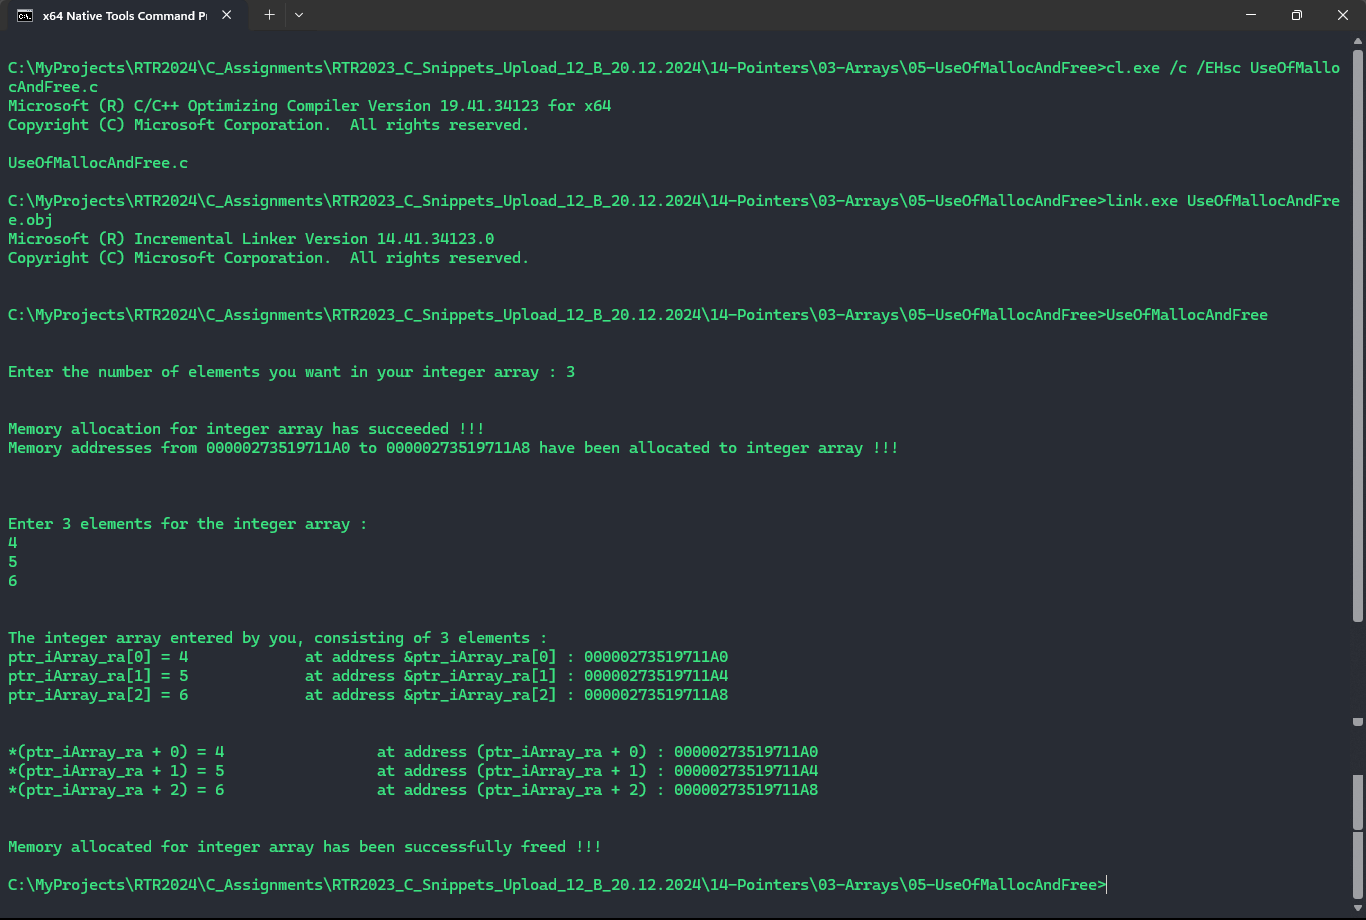 x64 Native Tools Command P
C:\MyProjects\RTR2024\C_Assignments\RTR2023_C_Snippets_Upload_12_B_20.12.2024\14-Pointers\03-Arrays\05-UseOfMallocAndFree>cl.exe /c /EHsc UseOfMallo
cAndFree.c
Microsoft (R) C/C++ Optimizing Compiler Version 19.41.34123 for x64
Copyright (C) Microsoft Corporation.  All rights reserved.
UseOfMallocAndFree.c
C:\MyProjects\RTR2024\C_Assignments\RTR2023_C_Snippets_Upload_12_B_20.12.2024\14-Pointers\03-Arrays\05-UseOfMallocAndFree>link.exe UseOfMallocAndFre
e.obj
Microsoft (R) Incremental Linker Version 14.41.34123.0
Copyright (C) Microsoft Corporation.  All rights reserved.
C:\MyProjects\RTR2024\C_Assignments\RTR2023_C_Snippets_Upload_12_B_20.12.2024\14-Pointers\03-Arrays\05-UseOfMallocAndFree>UseOfMallocAndFree
Enter the number of elements you want in your integer array : 3
Memory allocation for integer array has succeeded !!!
Memory addresses from 00000273519711A0 to 00000273519711A8 have been allocated to integer array !!!
Enter 3 elements for the integer array :
4
5
6
The integer array entered by you, consisting of 3 elements :
ptr_iArray_ra[0] = 4             at address &ptr_iArray_ra[0] : 00000273519711A0
ptr_iArray_ra[1] = 5             at address &ptr_iArray_ra[1] : 00000273519711A4
ptr_iArray_ra[2] = 6             at address &ptr_iArray_ra[2] : 00000273519711A8
*(ptr_iArray_ra + 0) = 4                 at address (ptr_iArray_ra + 0) : 00000273519711A0
*(ptr_iArray_ra + 1) = 5                 at address (ptr_iArray_ra + 1) : 00000273519711A4
*(ptr_iArray_ra + 2) = 6                 at address (ptr_iArray_ra + 2) : 00000273519711A8
Memory allocated for integer array has been successfully freed !!!
C:\MyProjects\RTR2024\C_Assignments\RTR2023_C_Snippets_Upload_12_B_20.12.2024\14-Pointers\03-Arrays\05-UseOfMallocAndFree>